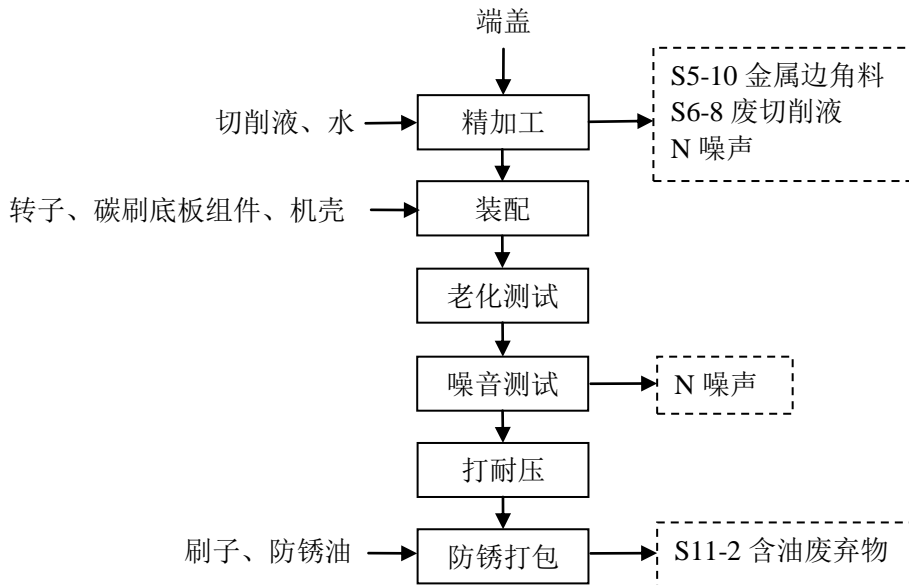 端盖
S5-10 金属边角料
切削液、水
精加工
S6-8 废切削液
N 噪声
转子、碳刷底板组件、机壳
装配
老化测试
噪音测试
N 噪声
打耐压
刷子、防锈油
防锈打包
S11-2 含油废弃物